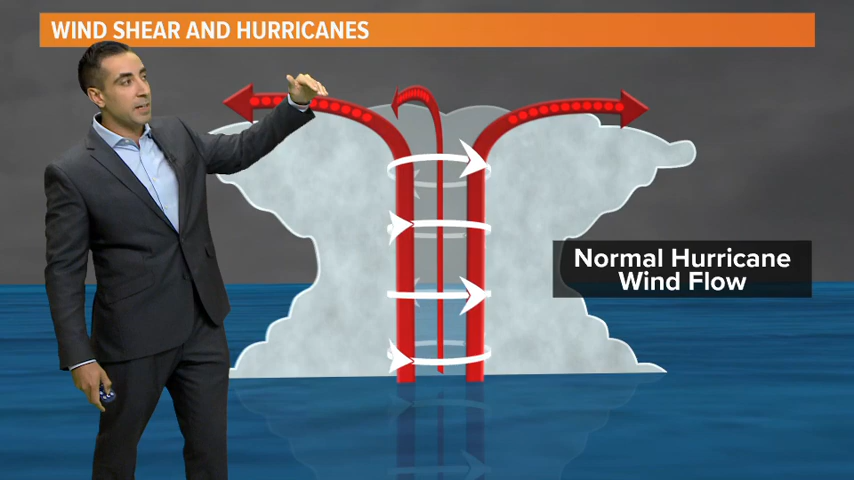 WIND SHEAR AND HURRICANES
Normal Hurricane
Wind Flow